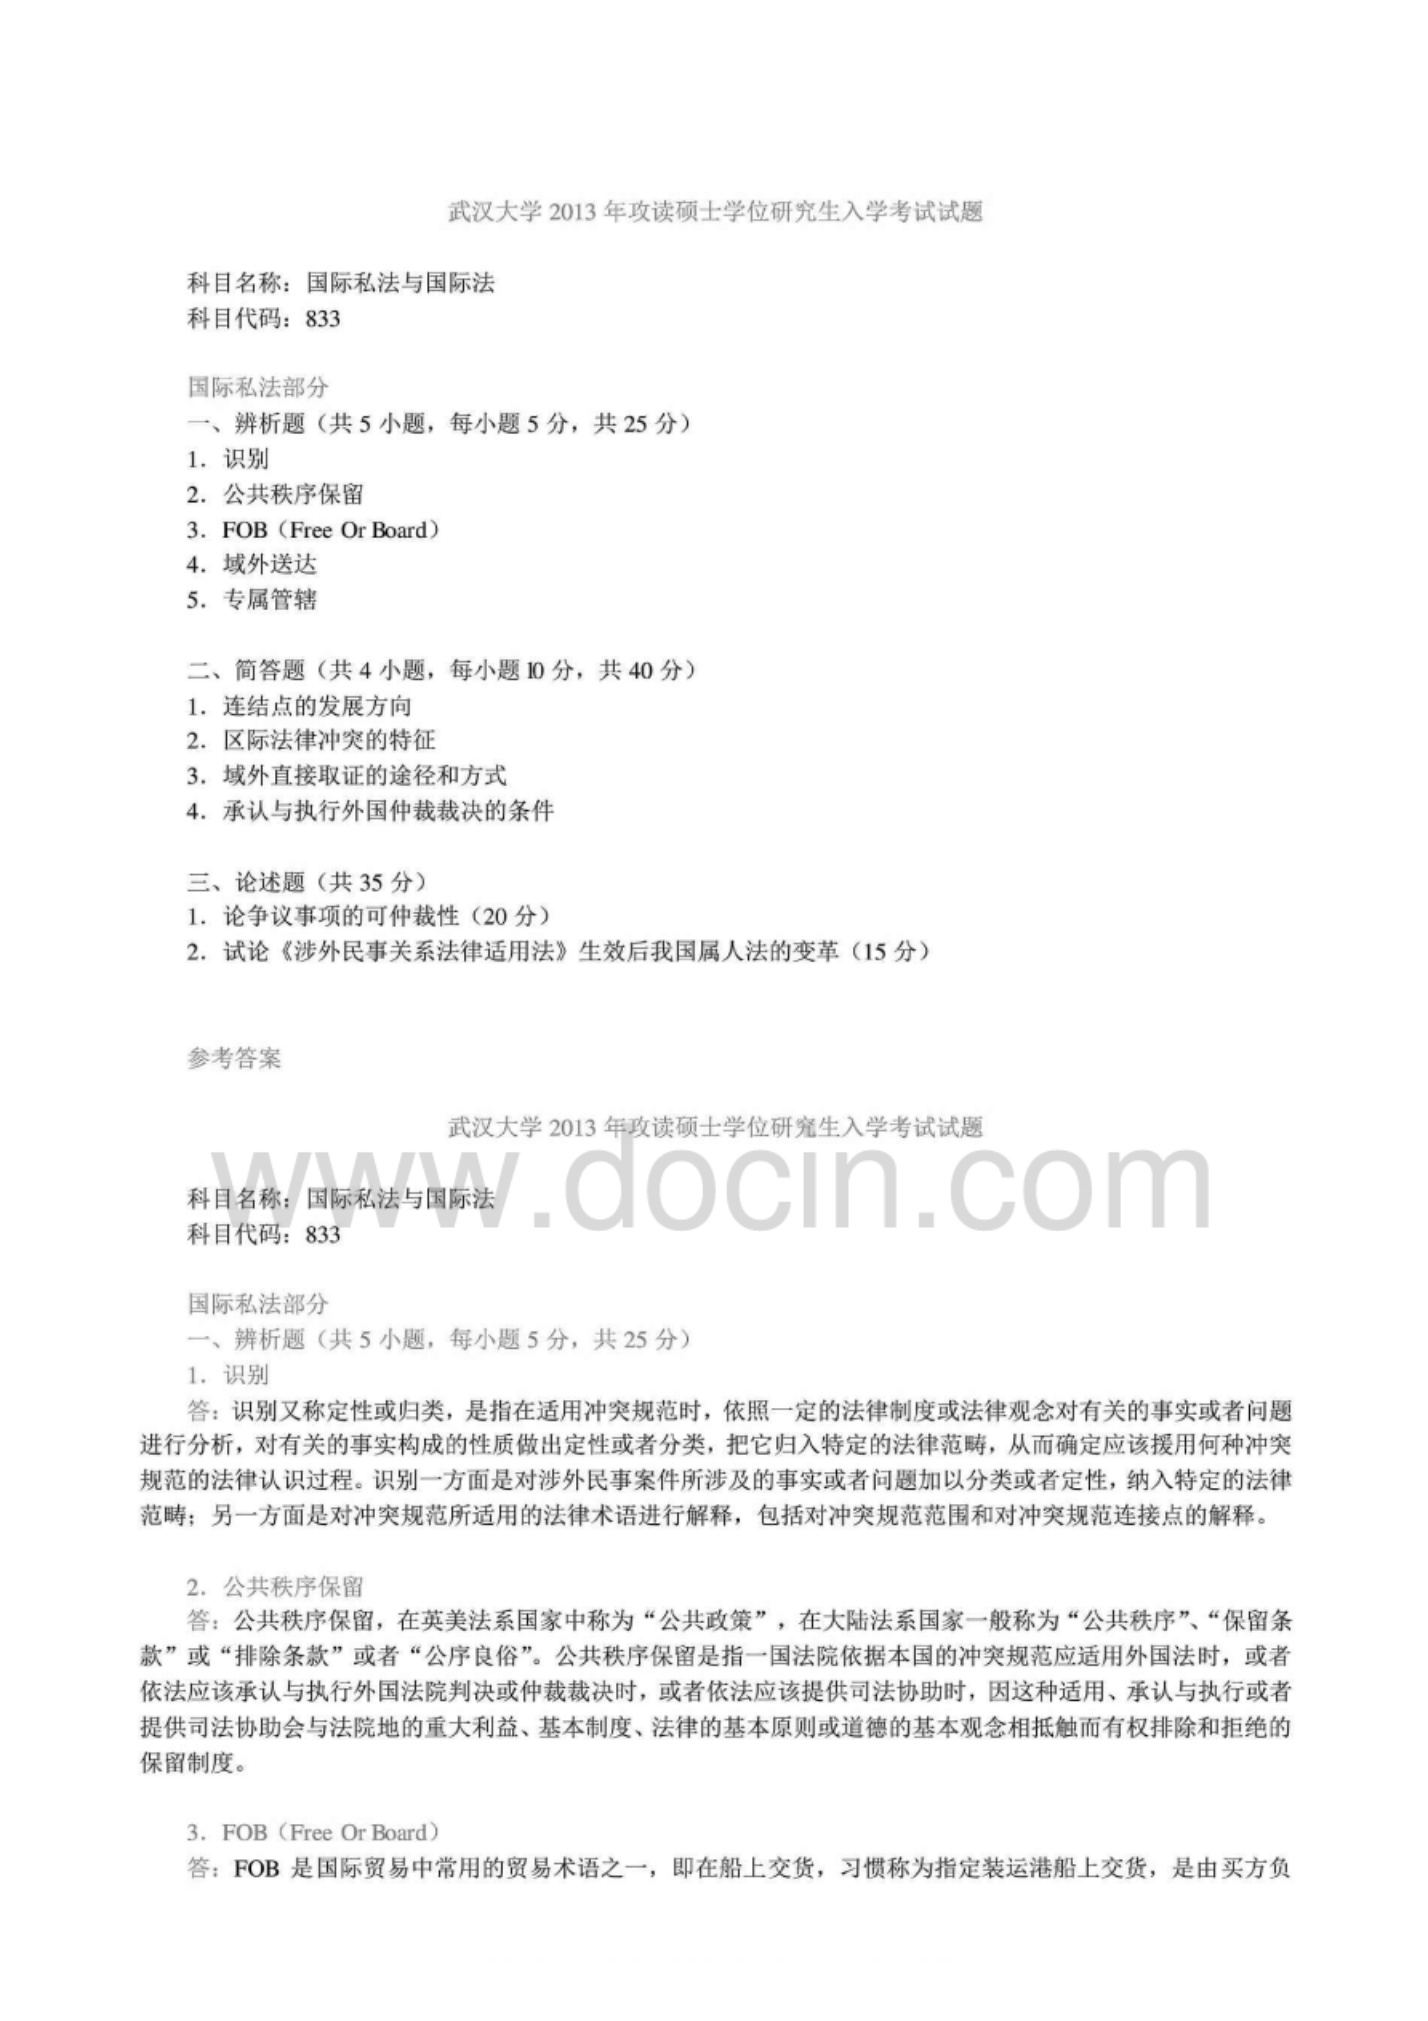 武汉大学 2013 年攻读硕士学位研究生入学考试试题
科目名称：国际私法与国际法
科目代码：833
国际私法部分
一、辨析题（共 5 小题，每小题 5 分，共 25 分）
1．识别
2．公共秩序保留
3．FOB（Free Or Board）
4．域外送达
5．专属管辖
二、简答题（共 4 小题，每小题 10 分，共 40 分）
1．连结点的发展方向
2．区际法律冲突的特征
3．域外直接取证的途径和方式
4．承认与执行外国仲裁裁决的条件
三、论述题（共 35 分）
1．论争议事项的可仲裁性（20 分）
2．试论《涉外民事关系法律适用法》生效后我国属人法的变革（15 分）
参考答案
武汉大学 2013 年攻读硕士学位研究生入学考试试题
www.docin.com
科目名称：国际私法与国际法
科目代码：833
国际私法部分
一、辨析题（共 5 小题，每小题 5 分，共 25 分）
1．识别
答：识别又称定性或归类，是指在适用冲突规范时，依照一定的法律制度或法律观念对有关的事实或者问题
进行分析，对有关的事实构成的性质做出定性或者分类，把它归入特定的法律范畴，从而确定应该援用何种冲突
规范的法律认识过程。识别一方面是对涉外民事案件所涉及的事实或者问题加以分类或者定性，纳入特定的法律
范畴；另一方面是对冲突规范所适用的法律术语进行解释，包括对冲突规范范围和对冲突规范连接点的解释。
2．公共秩序保留
答：公共秩序保留，在英美法系国家中称为“公共政策”，在大陆法系国家一般称为“公共秩序”、“保留条
款”或“排除条款”或者“公序良俗”。公共秩序保留是指一国法院依据本国的冲突规范应适用外国法时，或者
依法应该承认与执行外国法院判决或仲裁裁决时，或者依法应该提供司法协助时，因这种适用、承认与执行或者
提供司法协助会与法院地的重大利益、基本制度、法律的基本原则或道德的基本观念相抵触而有权排除和拒绝的
保留制度。
3．FOB（Free Or Board）
答：FOB 是国际贸易中常用的贸易术语之一，即在船上交货，习惯称为指定装运港船上交货，是由买方负